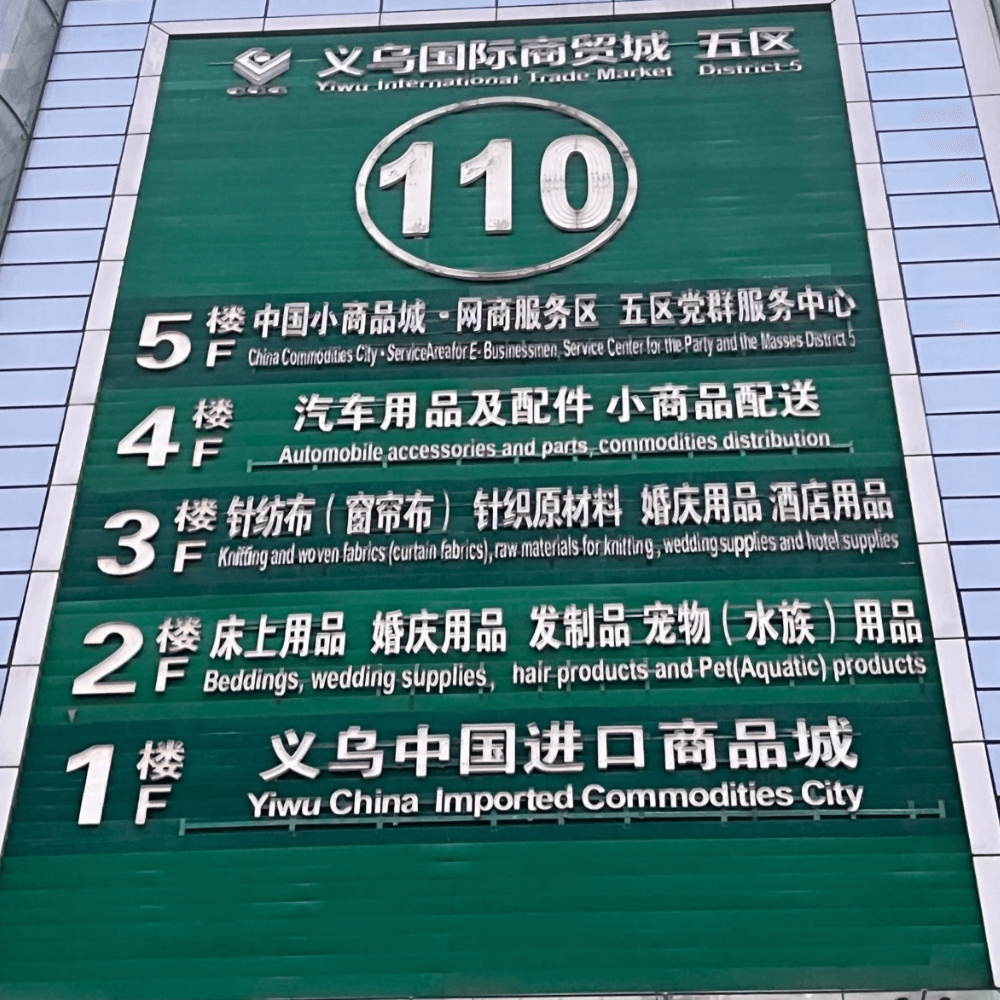 义乌国际商贸城 五区
Yiwu International Trade Market District 5
CCC
110
5楼F 中国小商品城·网商服务区 五区党群服务中心
China Commodities City·ServiceAreafor E-Businessmen, Service Center for the Party and the Masses District 5
4楼F 汽车用品及配件 小商品配送
Automobile accessories and parts, commodities distribution
3楼F 针纺布(窗帘布) 针织原材料 婚庆用品 酒店用品
Knitting and woven fabrics (curtain fabrics), raw materials for knitting, wedding supplies and hotel supplies
2楼F 床上用品 婚庆用品 发制品 宠物(水族)用品
Beddings, wedding supplies, hair products and Pet(Aquatic) products
1楼F 义乌中国进口商品城
Yiwu China Imported Commodities City